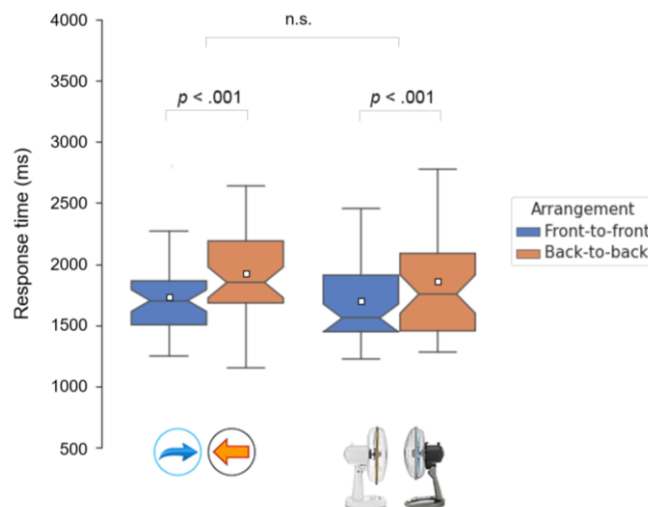 4000
n.s.
3500
p < .001
p < .001
3000
2500
2000
1500
1000
500
Response time (ms)
Arrangement
Front-to-front
Back-to-back